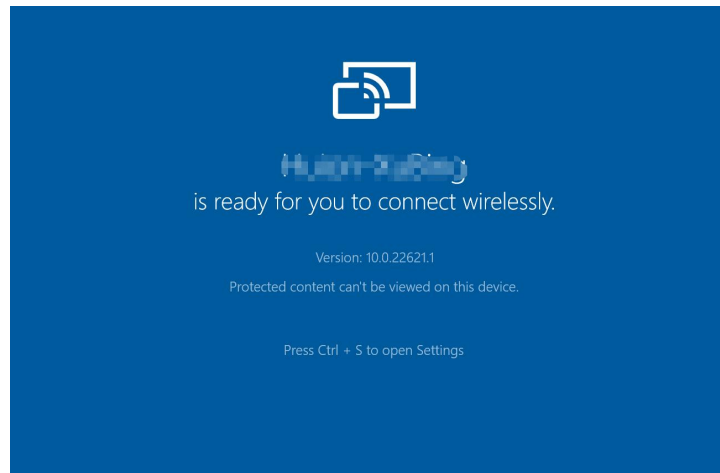 is ready for you to connect wirelessly.
Version: 10.0.22621.1
Protected content can't be viewed on this device.
Press Ctrl + S to open Settings